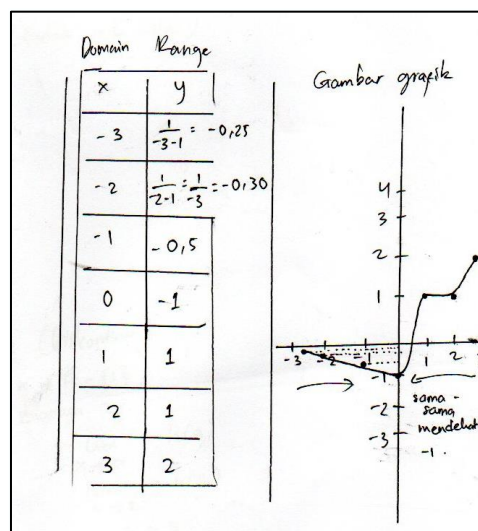 Domain Range
x y
-3 1/-3-1 = -0,25
-2 1/-2-1 = 1/-3 = -0,30
-1 -0,5
0 -1
1 1
2 1
3 2
Gambar grafik
4
3
2
1
-3 -2 -1 1 2
-1
-2
-3
sama -
sama
mendekat
-1.